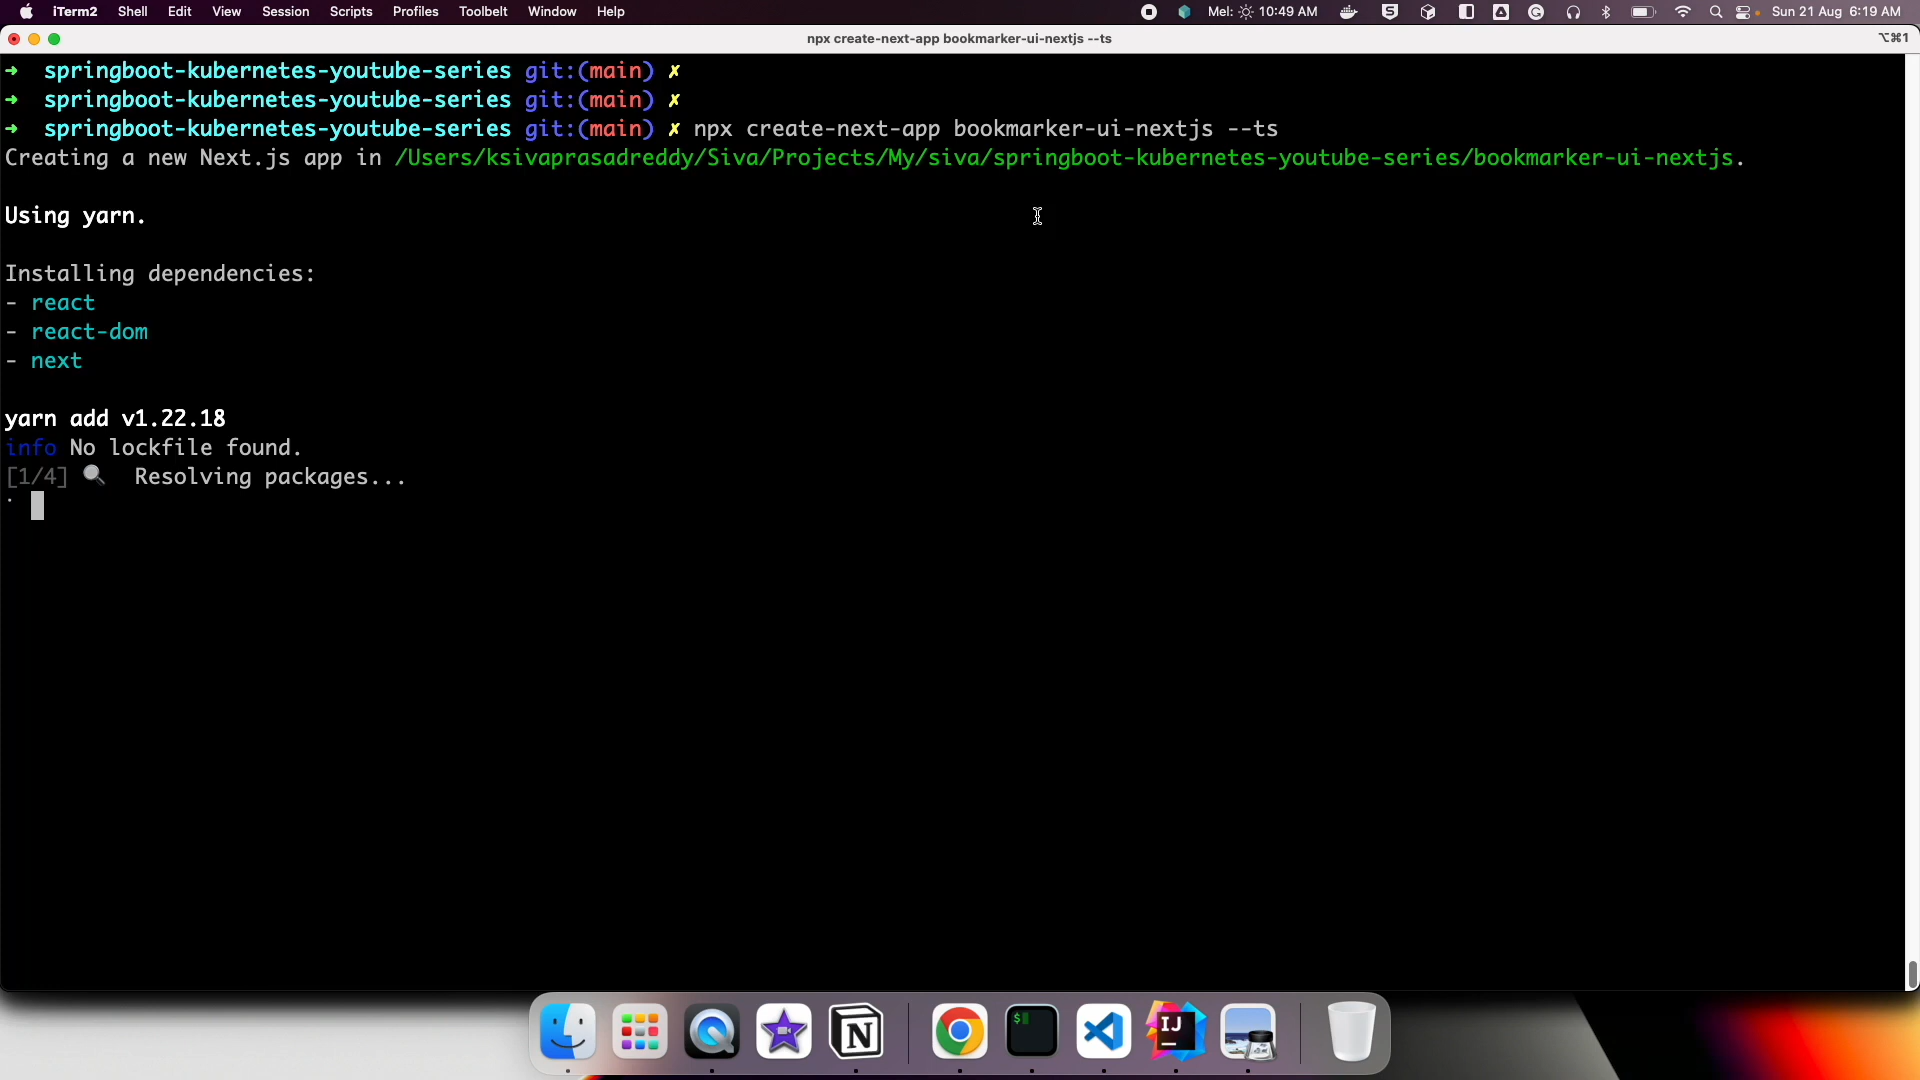 iTerm2 Shell Edit View Session Scripts Profiles Toolbelt Window Help Mel: 10:49 AM Sun 21 Aug 6:19 AM
npx create-next-app bookmarker-ui-nextjs --ts ⌥⌘1
➜ springboot-kubernetes-youtube-series git:(main) ✗
➜ springboot-kubernetes-youtube-series git:(main) ✗
➜ springboot-kubernetes-youtube-series git:(main) ✗ npx create-next-app bookmarker-ui-nextjs --ts
Creating a new Next.js app in /Users/ksivaprasadreddy/Siva/Projects/My/siva/springboot-kubernetes-youtube-series/bookmarker-ui-nextjs.
Using yarn.
Installing dependencies:
- react
- react-dom
- next
yarn add v1.22.18
info No lockfile found.
[1/4] 🔍 Resolving packages...
$
IJ